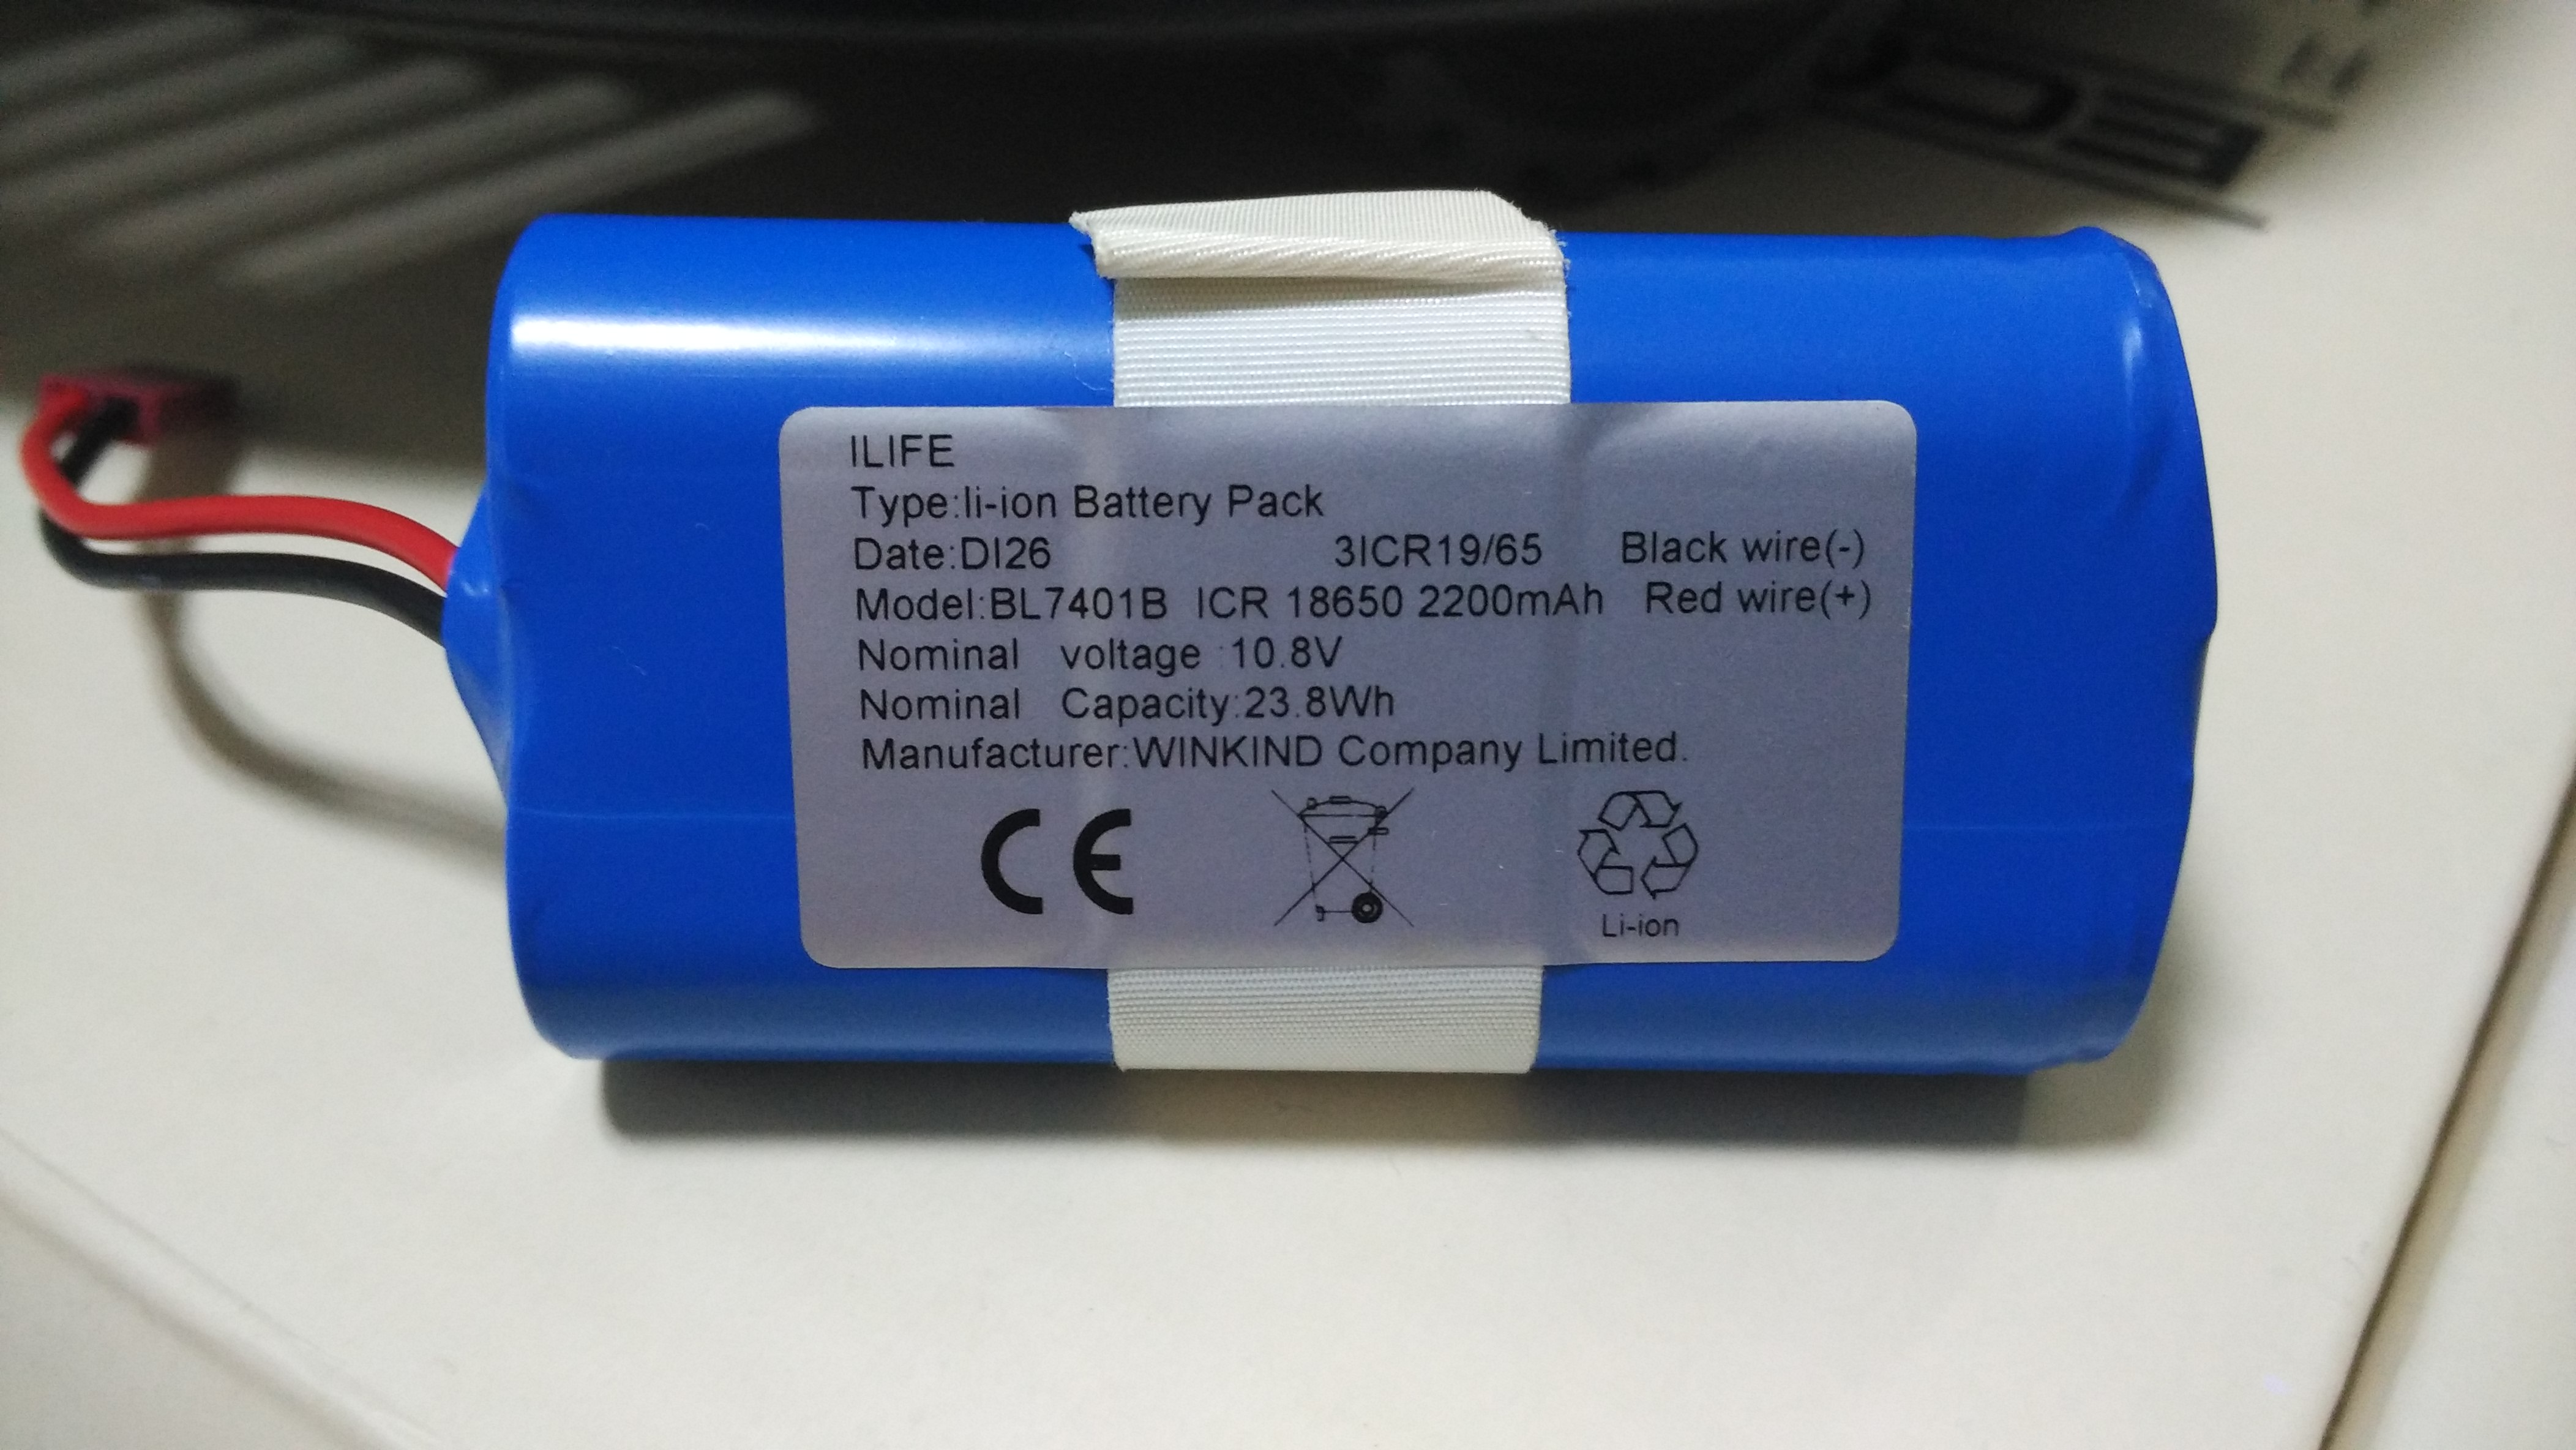 ILIFE
Type:li-ion Battery Pack
Date:DI26 3ICR19/65 Black wire(-)
Model:BL7401B ICR 18650 2200mAh Red wire(+)
Nominal voltage :10.8V
Nominal Capacity:23.8Wh
Manufacturer:WINKIND Company Limited.
CE
Li-ion